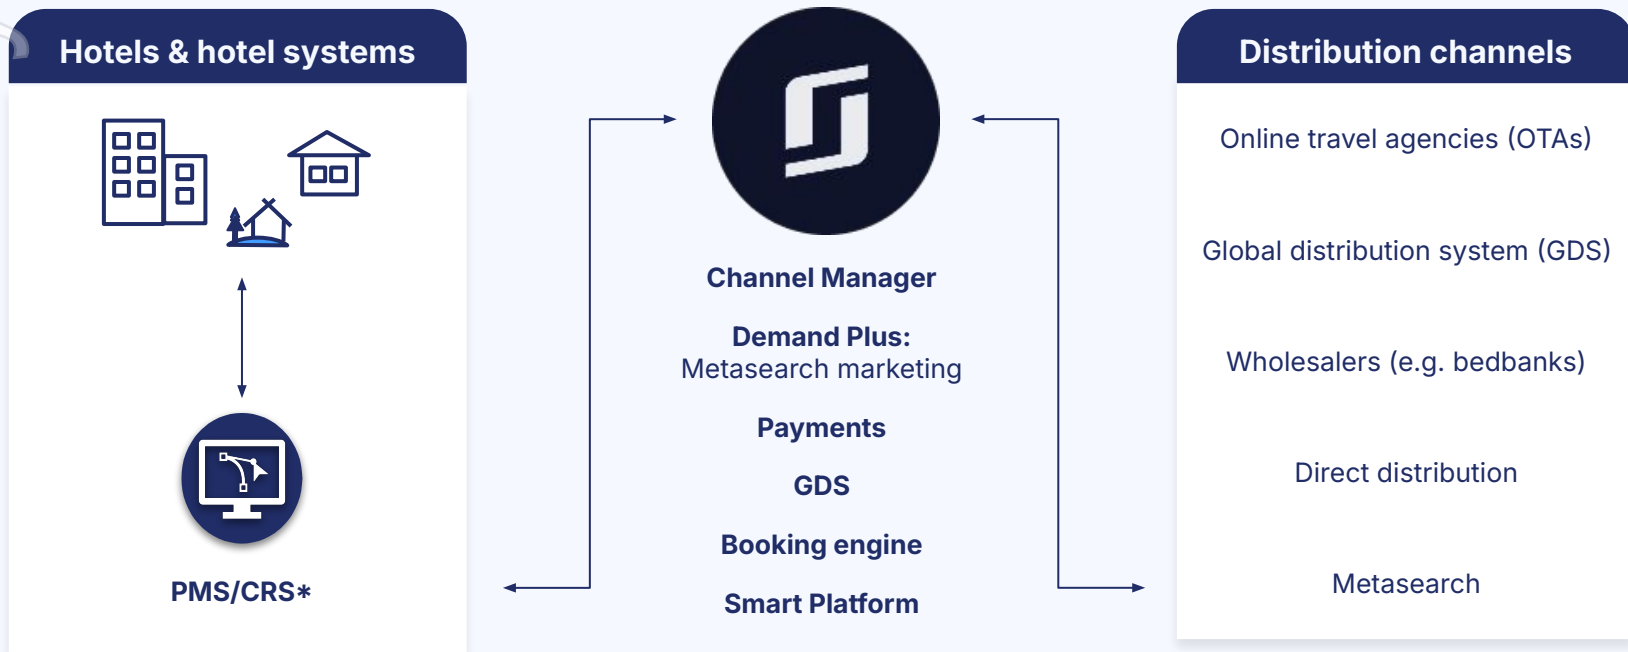 Hotels & hotel systems
PMS/CRS*
Channel Manager
Demand Plus:
Metasearch marketing
Payments
GDS
Booking engine
Smart Platform
Distribution channels
Online travel agencies (OTAs)
Global distribution system (GDS)
Wholesalers (e.g. bedbanks)
Direct distribution
Metasearch